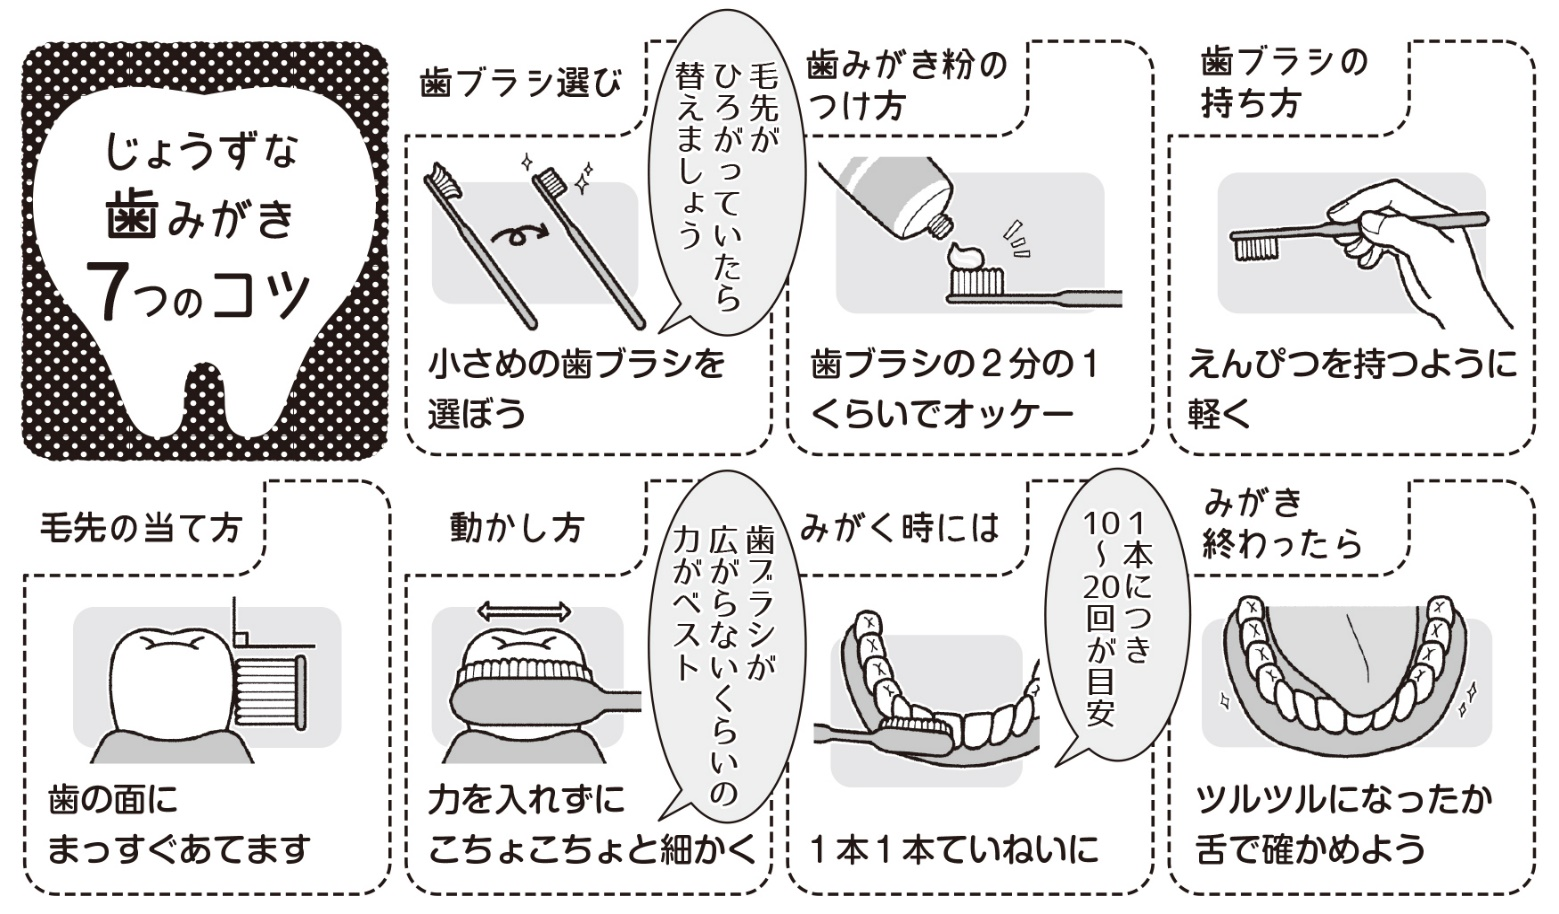 じょうずな
歯みがき
7つのコツ
歯ブラシ選び
毛先が
ひろがっていたら
替えましょう
小さめの歯ブラシを
選ぼう
歯みがき粉の
つけ方
歯ブラシの２分の１
くらいでオッケー
歯ブラシの
持ち方
えんぴつを持つように
軽く
毛先の当て方
歯の面に
まっすぐあてます
動かし方
歯ブラシが
広がらないくらいの
力がベスト
力を入れずに
こちょこちょと細かく
みがく時には
１本につき
10〜20回が目安
１本１本ていねいに
みがき
終わったら
ツルツルになったか
舌で確かめよう